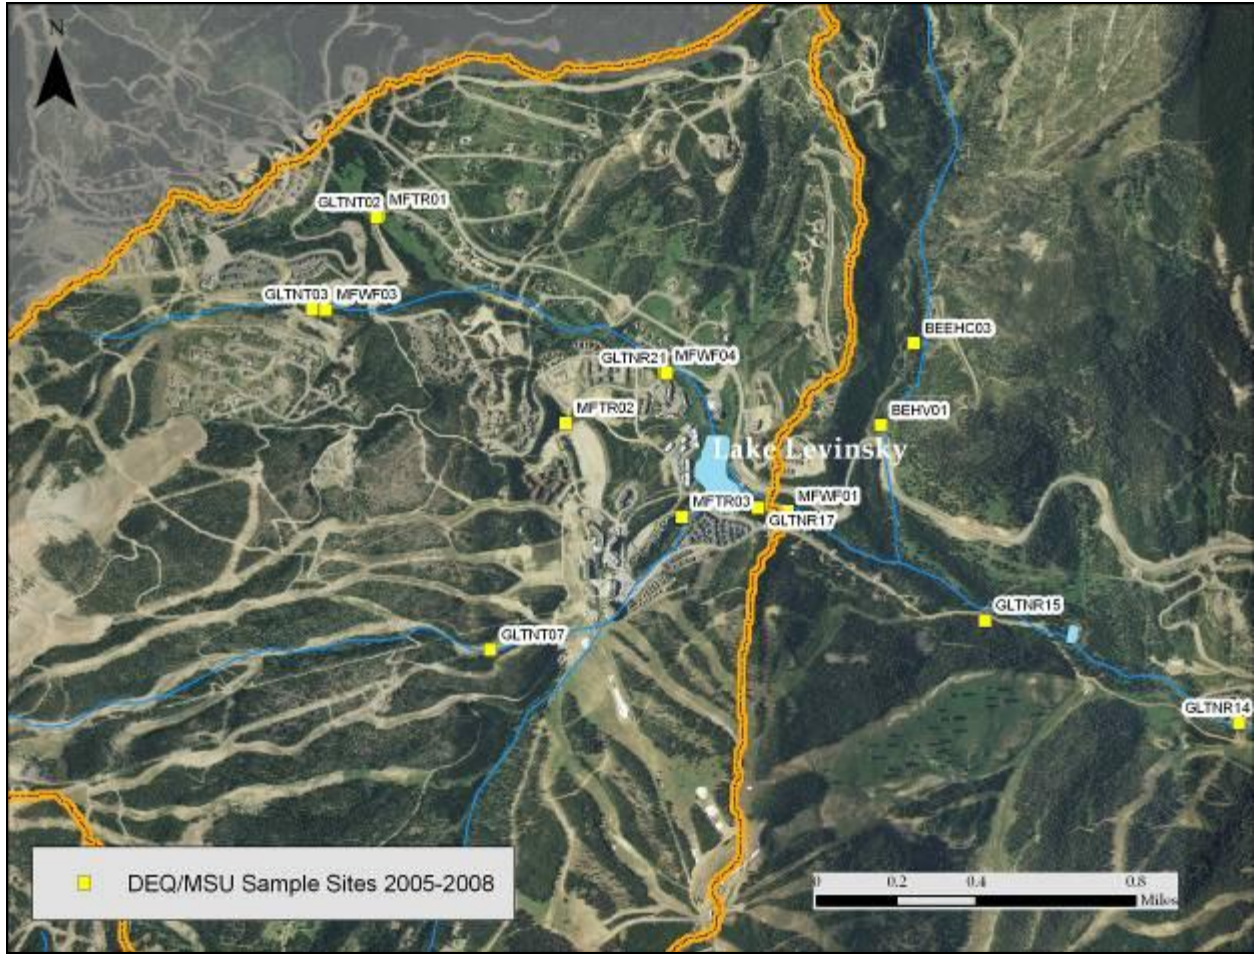 N
GLTNT02 MFTR01
GLTNT03 MFWF03
BEEHC03
GLTNR21 MFWF04
MFTR02
BEHV01
Lake Levinsky
MFTR03 MFWF01
GLTNR17
GLTNR15
GLTNT07
GLTNR14
DEQ/MSU Sample Sites 2005-2008
0 0.2 0.4 0.8
Miles